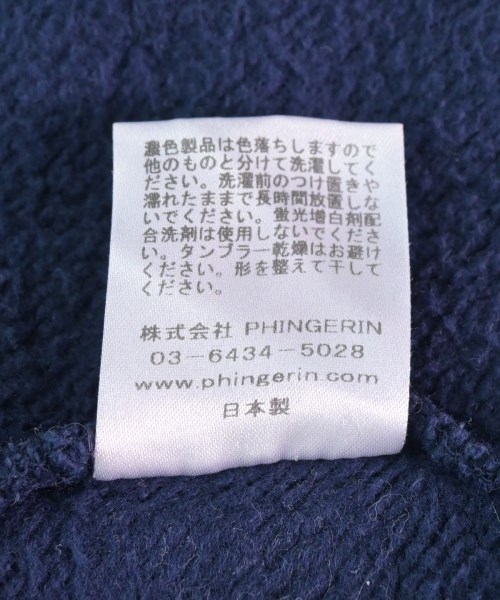 濃色製品は色落ちしますので
他のものと分けて洗濯してく
ださい。洗濯前のつけ置きや
濡れたままで長時間放置しな
いでください。蛍光増白剤配
合洗剤は使用しないでくださ
い。タンブラー乾燥はお避け
ください。形を整えて干して
ください。
株式会社 PHINGERIN
03-6434-5028
www.phingerin.com
日本製